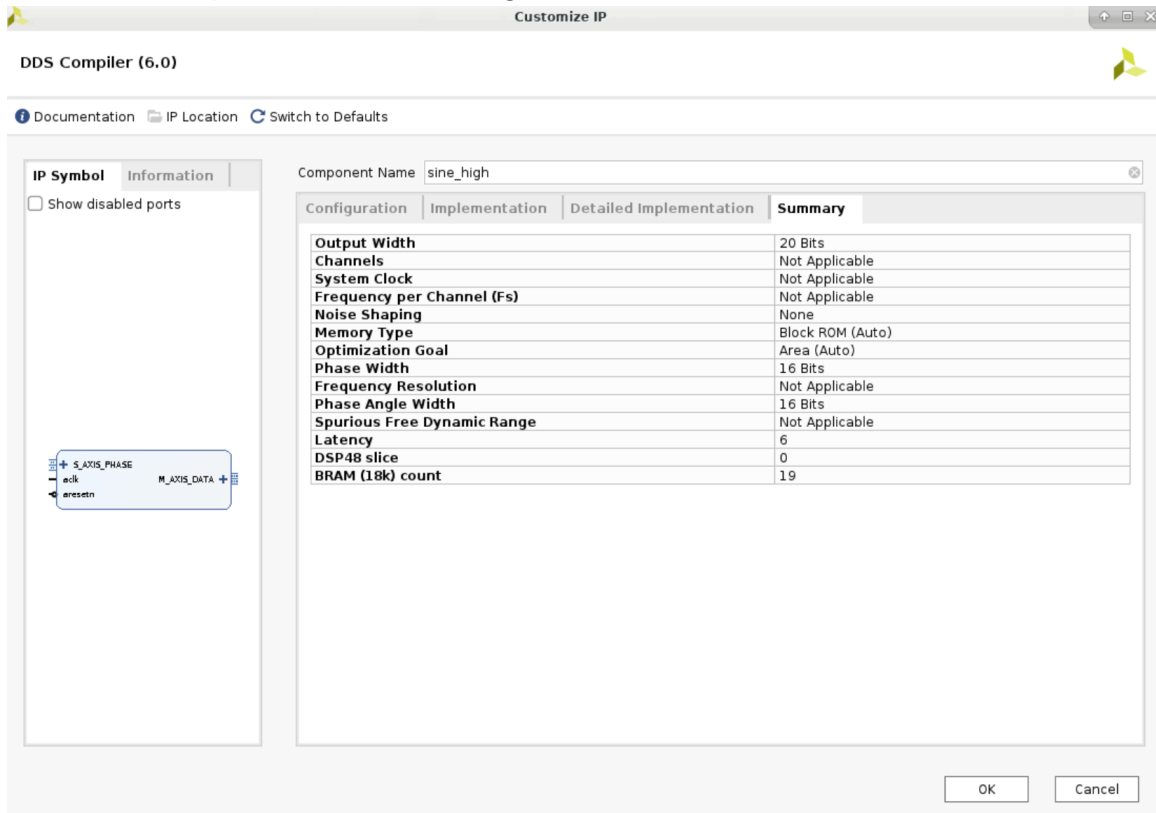 Customize IP
DDS Compiler (6.0)
Documentation IP Location Switch to Defaults
IP Symbol Information
Show disabled ports
S_AXIS_PHASE
aclk M_AXIS_DATA
aresetn
Component Name sine_high
Configuration Implementation Detailed Implementation Summary
Output Width 20 Bits
Channels Not Applicable
System Clock Not Applicable
Frequency per Channel (Fs) Not Applicable
Noise Shaping None
Memory Type Block ROM (Auto)
Optimization Goal Area (Auto)
Phase Width 16 Bits
Frequency Resolution Not Applicable
Phase Angle Width 16 Bits
Spurious Free Dynamic Range Not Applicable
Latency 6
DSP48 slice 0
BRAM (18k) count 19
OK Cancel